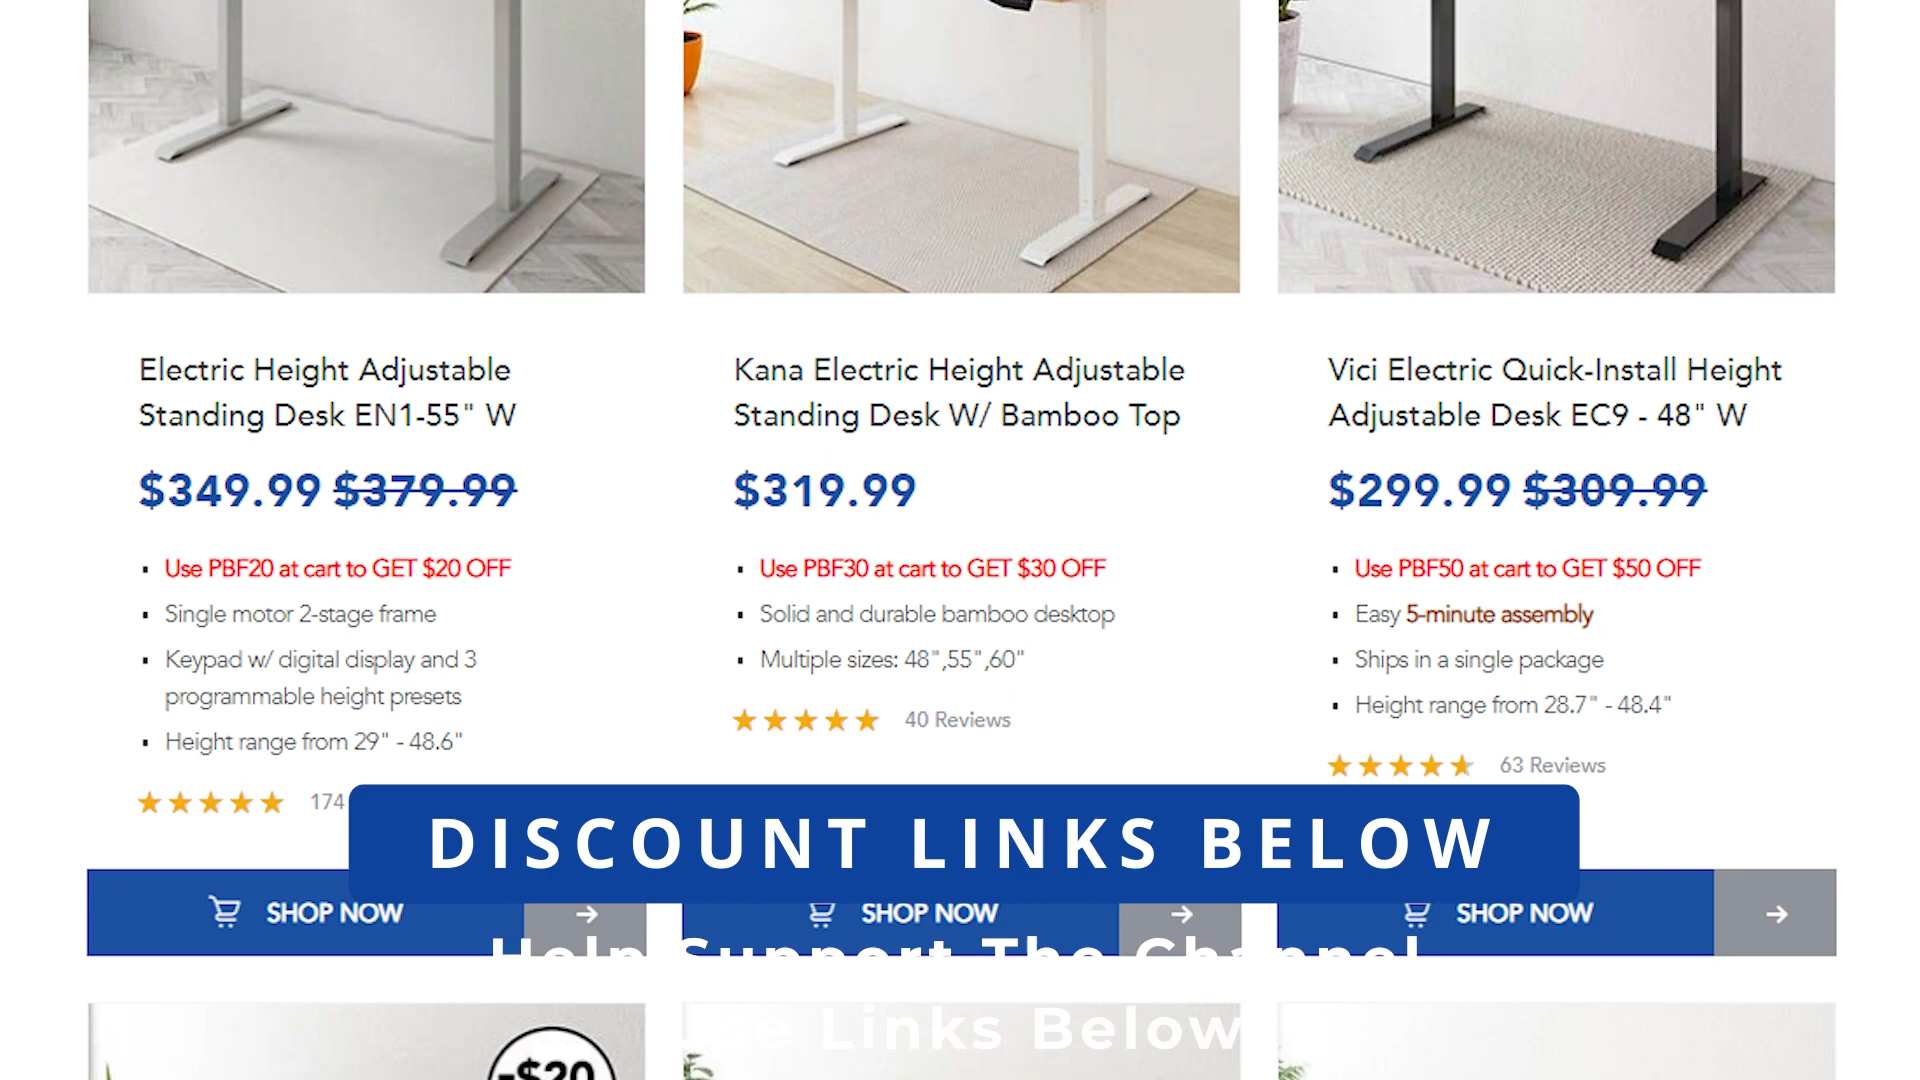 Electric Height Adjustable
Standing Desk EN1-55" W
$349.99 $379.99
▪ Use PBF20 at cart to GET $20 OFF
▪ Single motor 2-stage frame
▪ Keypad w/ digital display and 3
programmable height presets
▪ Height range from 29" - 48.6"
174
SHOP NOW
Kana Electric Height Adjustable
Standing Desk W/ Bamboo Top
$319.99
▪ Use PBF30 at cart to GET $30 OFF
▪ Solid and durable bamboo desktop
▪ Multiple sizes: 48",55",60"
40 Reviews
SHOP NOW
Vici Electric Quick-Install Height
Adjustable Desk EC9 - 48" W
$299.99 $309.99
▪ Use PBF50 at cart to GET $50 OFF
▪ Easy 5-minute assembly
▪ Ships in a single package
▪ Height range from 28.7" - 48.4"
63 Reviews
SHOP NOW
DISCOUNT LINKS BELOW
Help Support The Channel
Links Below
-$20